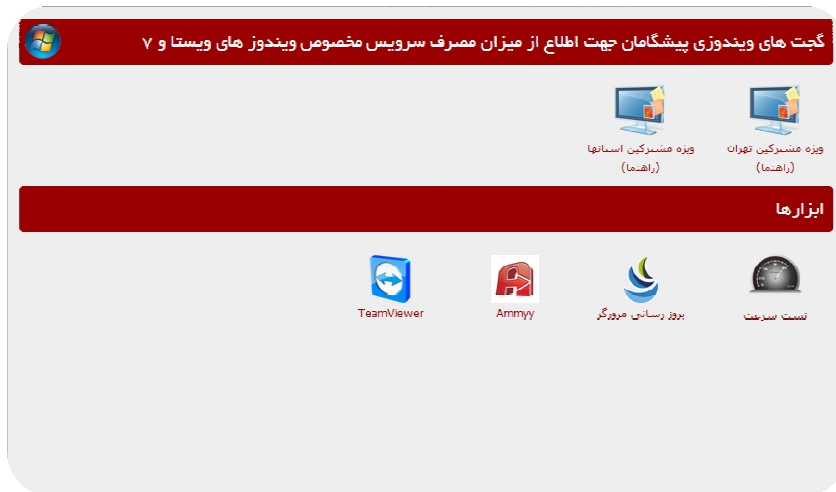 گجت های ویندوزی پیشگامان جهت اطلاع از میزان مصرف سرویس مخصوص ویندوز های ویستا و ۷
ویژه مشترکین تهران
(راهنما)
ویژه مشترکین استانها
(راهنما)
ابزارها
تست سرعت
بروز رسانی مرورگر
Ammyy
TeamViewer